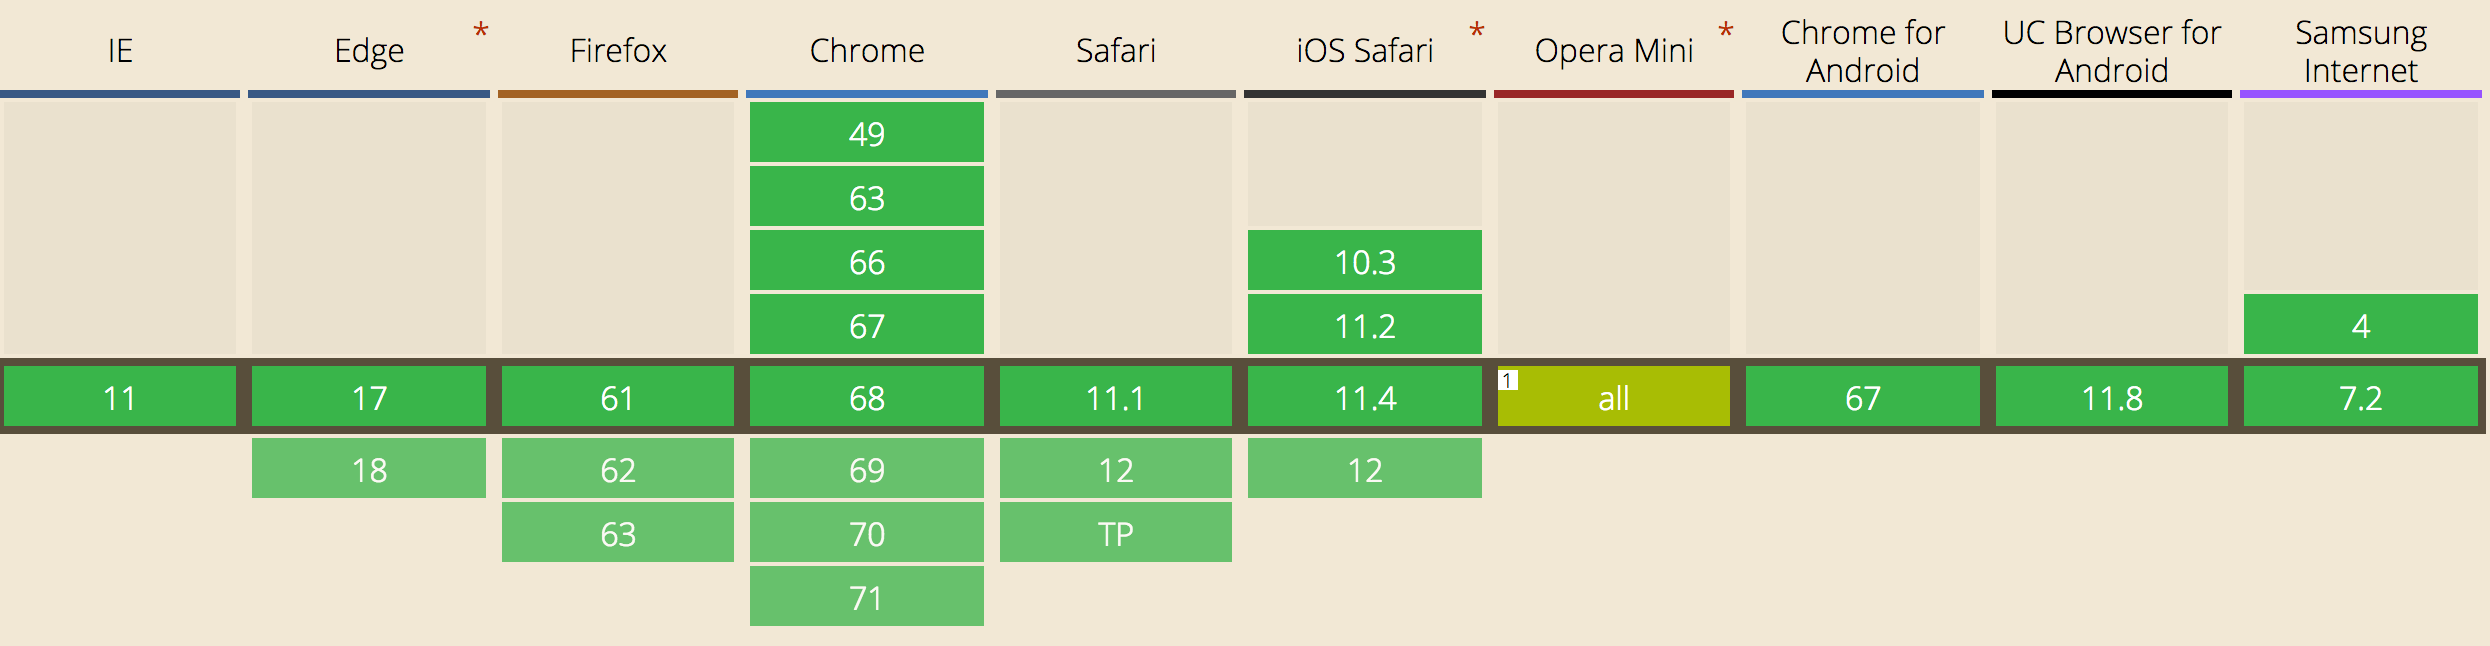 IE
Edge *
Firefox
Chrome
Safari
iOS Safari *
Opera Mini *
Chrome for
Android
UC Browser for
Android
Samsung
Internet
49
63
66 10.3
67 11.2 4
11 17 61 68 11.1 11.4 1 all 67 11.8 7.2
18 62 69 12 12
63 70 TP
71